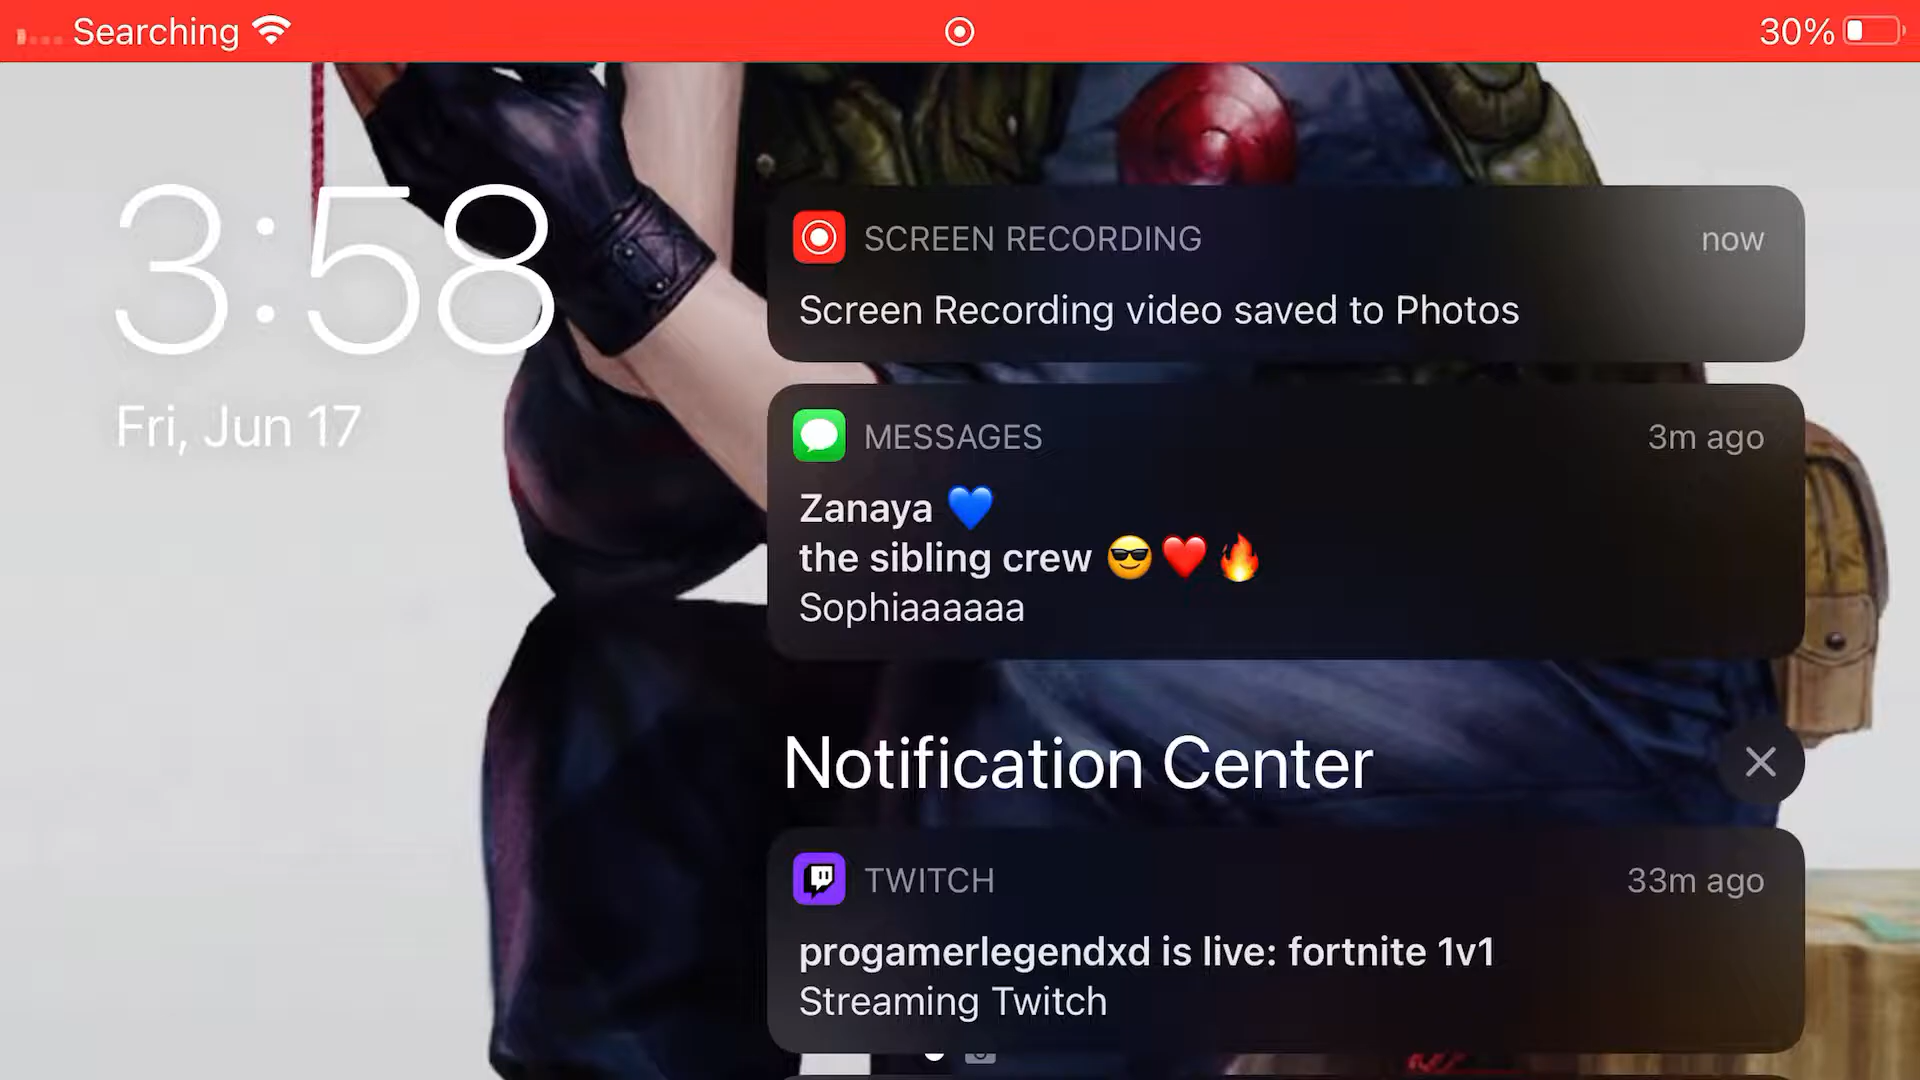 Searching
30%
3:58
Fri, Jun 17
SCREEN RECORDING
now
Screen Recording video saved to Photos
MESSAGES
3m ago
Zanaya 💙
the sibling crew 😎❤️🔥
Sophiaaaaaa
Notification Center
TWITCH
33m ago
progamerlegendxd is live: fortnite 1v1
Streaming Twitch